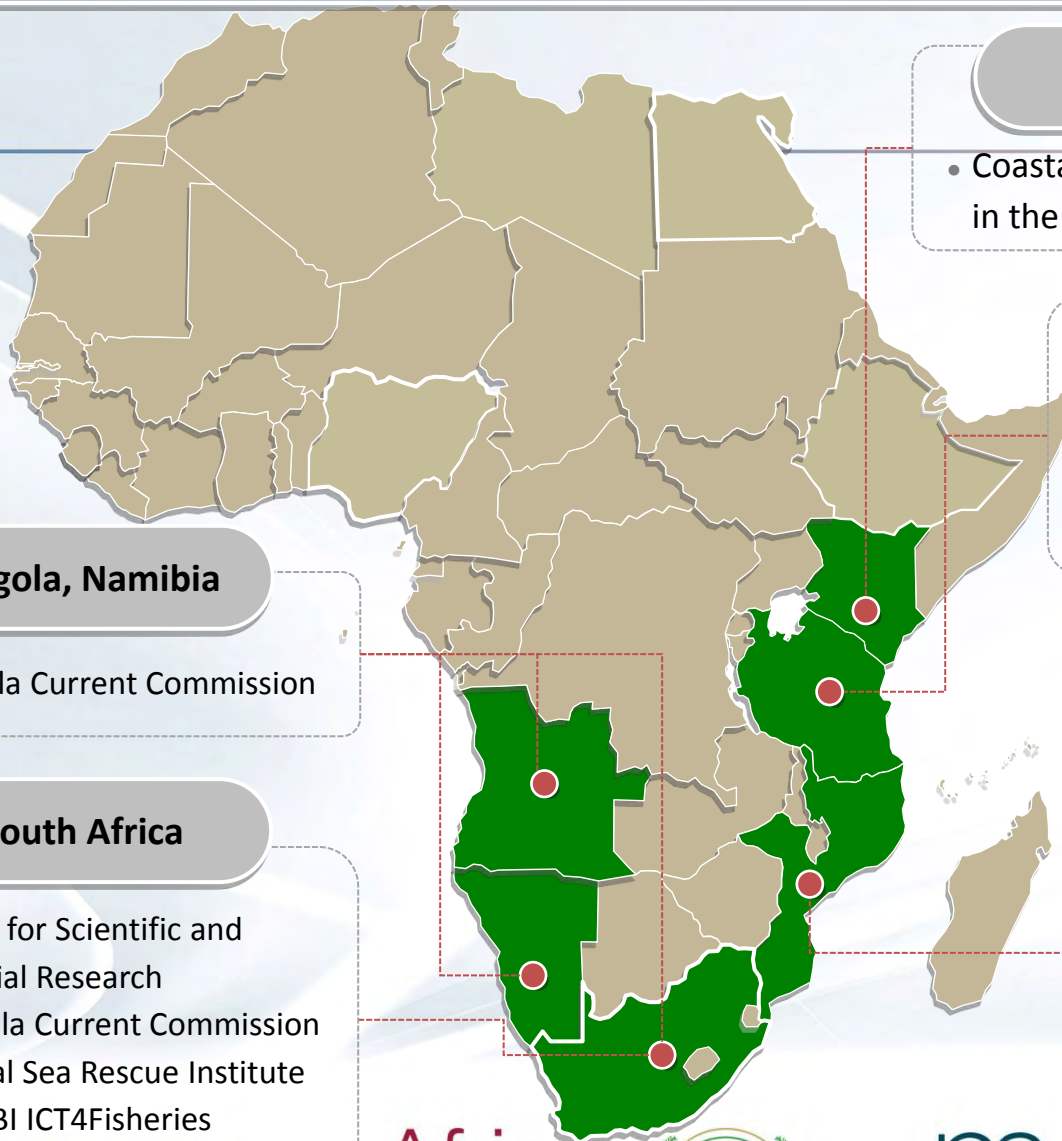 Coasta
in the
gola, Namibia
la Current Commission
outh Africa
for Scientific and
ial Research
la Current Commission
al Sea Rescue Institute
BI ICT4Fisheries